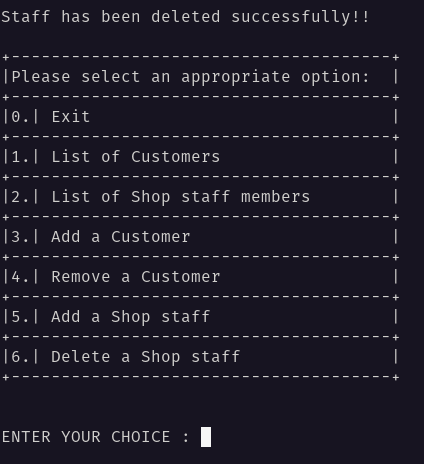 Staff has been deleted successfully!!
+--------------------------------------+
|Please select an appropriate option:  |
+--------------------------------------+
|0.| Exit                              |
+--------------------------------------+
|1.| List of Customers                 |
+--------------------------------------+
|2.| List of Shop staff members        |
+--------------------------------------+
|3.| Add a Customer                    |
+--------------------------------------+
|4.| Remove a Customer                 |
+--------------------------------------+
|5.| Add a Shop staff                  |
+--------------------------------------+
|6.| Delete a Shop staff               |
+--------------------------------------+
ENTER YOUR CHOICE :